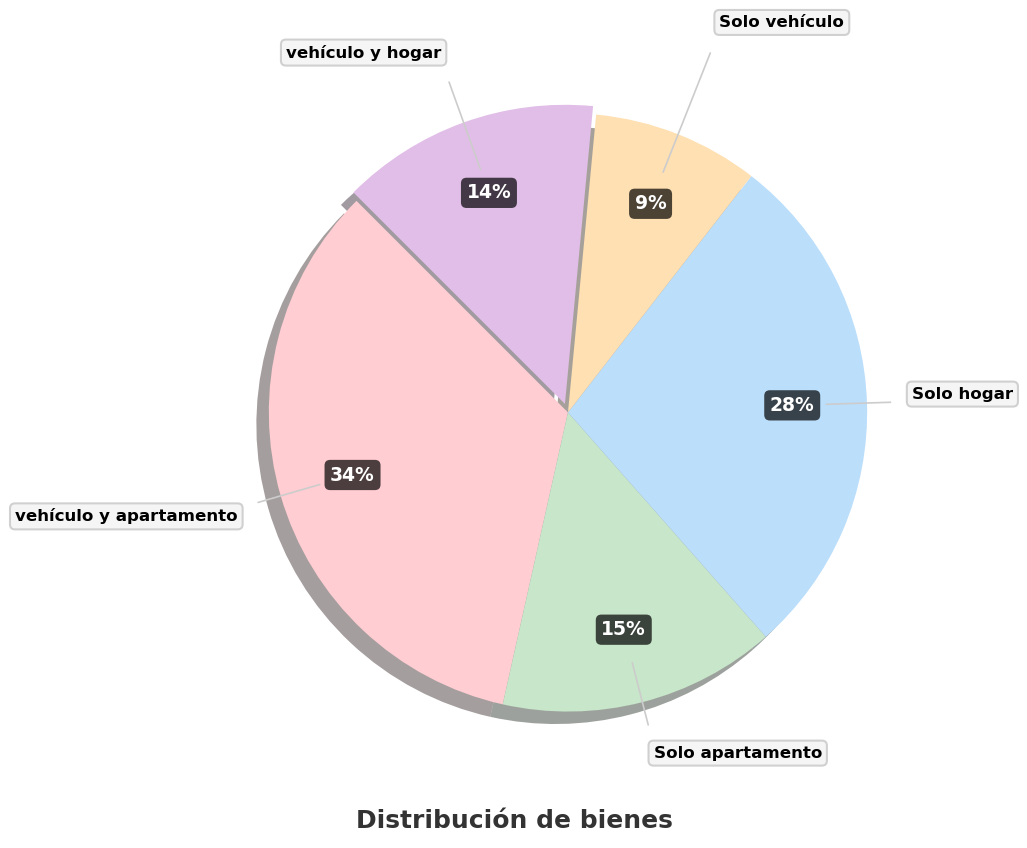 Solo vehículo
vehículo y hogar
14%
9%
Solo hogar
28%
34%
vehículo y apartamento
15%
Solo apartamento
Distribución de bienes